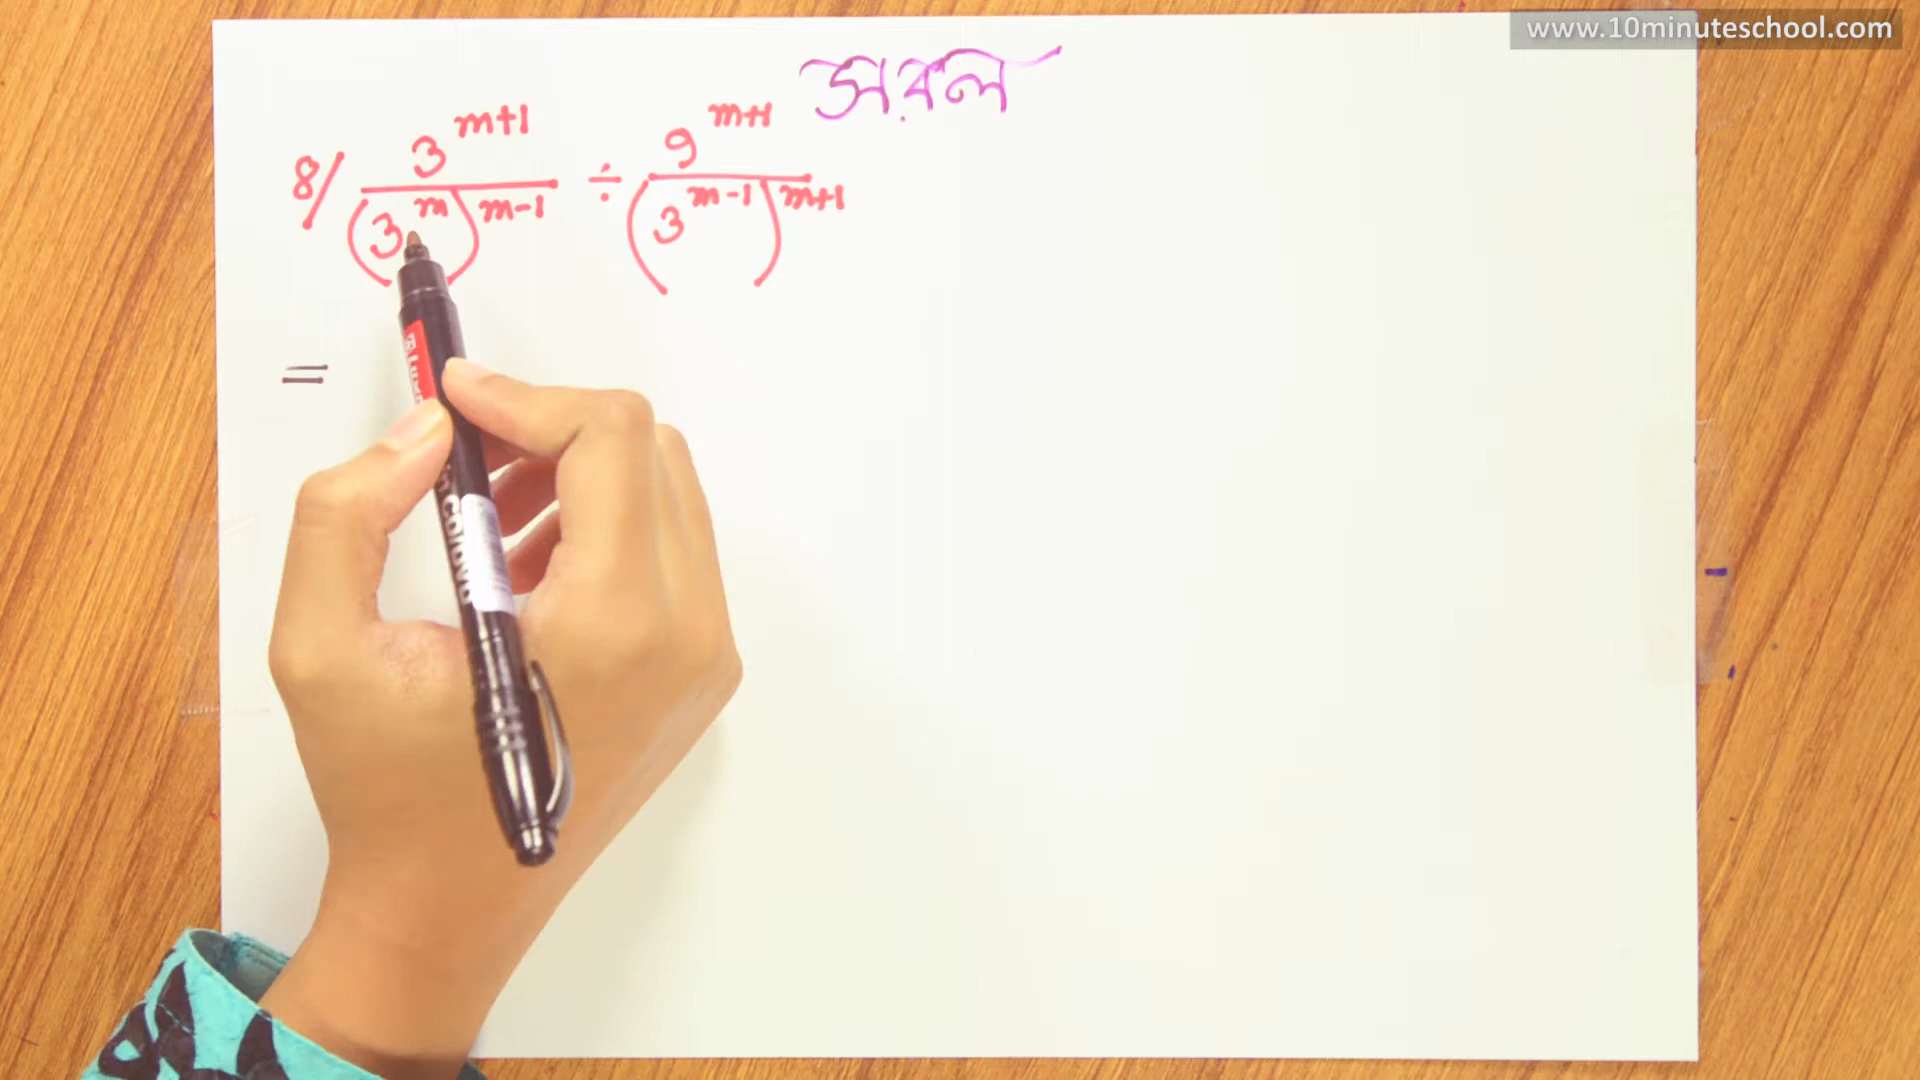 www.10minuteschool.com
সরল
8/ 3^{m+1} / (3^m)^{m-1} ÷ 9^{m+1} / (3^{m-1})^{m+1}
=